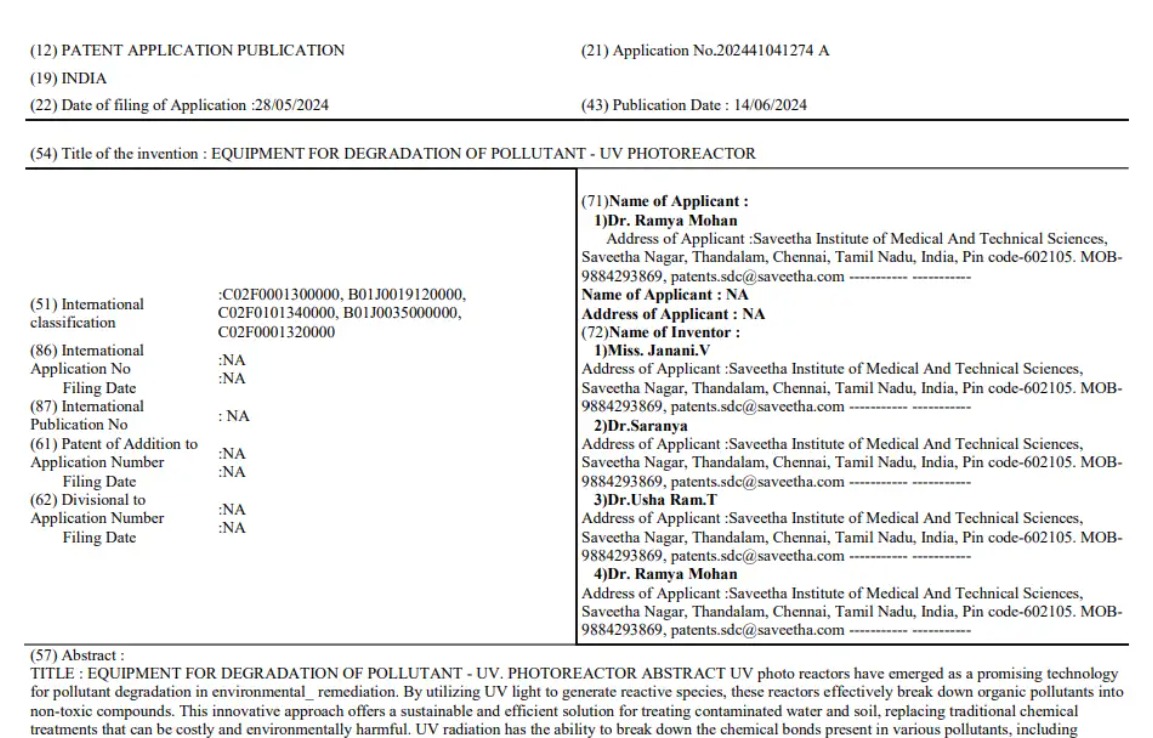 (12) PATENT APPLICATION PUBLICATION
(21) Application No.202441041274 A
(19) INDIA
(22) Date of filing of Application :28/05/2024
(43) Publication Date : 14/06/2024
(54) Title of the invention : EQUIPMENT FOR DEGRADATION OF POLLUTANT - UV PHOTOREACTOR
(51) International
classification
:C02F0001300000, B01J0019120000,
C02F0101340000, B01J0035000000,
C02F0001320000
(86) International
Application No
Filing Date
:NA
:NA
(87) International
Publication No
: NA
(61) Patent of Addition to
Application Number
Filing Date
:NA
:NA
(62) Divisional to
Application Number
Filing Date
:NA
:NA
(71)Name of Applicant :
1)Dr. Ramya Mohan
Address of Applicant :Saveetha Institute of Medical And Technical Sciences,
Saveetha Nagar, Thandalam, Chennai, Tamil Nadu, India, Pin code-602105. MOB-
9884293869, patents.sdc@saveetha.com ----------- -----------
Name of Applicant : NA
Address of Applicant : NA
(72)Name of Inventor :
1)Miss. Janani.V
Address of Applicant :Saveetha Institute of Medical And Technical Sciences,
Saveetha Nagar, Thandalam, Chennai, Tamil Nadu, India, Pin code-602105. MOB-
9884293869, patents.sdc@saveetha.com ----------- -----------
2)Dr.Saranya
Address of Applicant :Saveetha Institute of Medical And Technical Sciences,
Saveetha Nagar, Thandalam, Chennai, Tamil Nadu, India, Pin code-602105. MOB-
9884293869, patents.sdc@saveetha.com ----------- -----------
3)Dr.Usha Ram.T
Address of Applicant :Saveetha Institute of Medical And Technical Sciences,
Saveetha Nagar, Thandalam, Chennai, Tamil Nadu, India, Pin code-602105. MOB-
9884293869, patents.sdc@saveetha.com ----------- -----------
4)Dr. Ramya Mohan
Address of Applicant :Saveetha Institute of Medical And Technical Sciences,
Saveetha Nagar, Thandalam, Chennai, Tamil Nadu, India, Pin code-602105. MOB-
9884293869, patents.sdc@saveetha.com ----------- -----------
(57) Abstract :
TITLE : EQUIPMENT FOR DEGRADATION OF POLLUTANT - UV. PHOTOREACTOR ABSTRACT UV photo reactors have emerged as a promising technology
for pollutant degradation in environmental_ remediation. By utilizing UV light to generate reactive species, these reactors effectively break down organic pollutants into
non-toxic compounds. This innovative approach offers a sustainable and efficient solution for treating contaminated water and soil, replacing traditional chemical
treatments that can be costly and environmentally harmful. UV radiation has the ability to break down the chemical bonds present in various pollutants, including